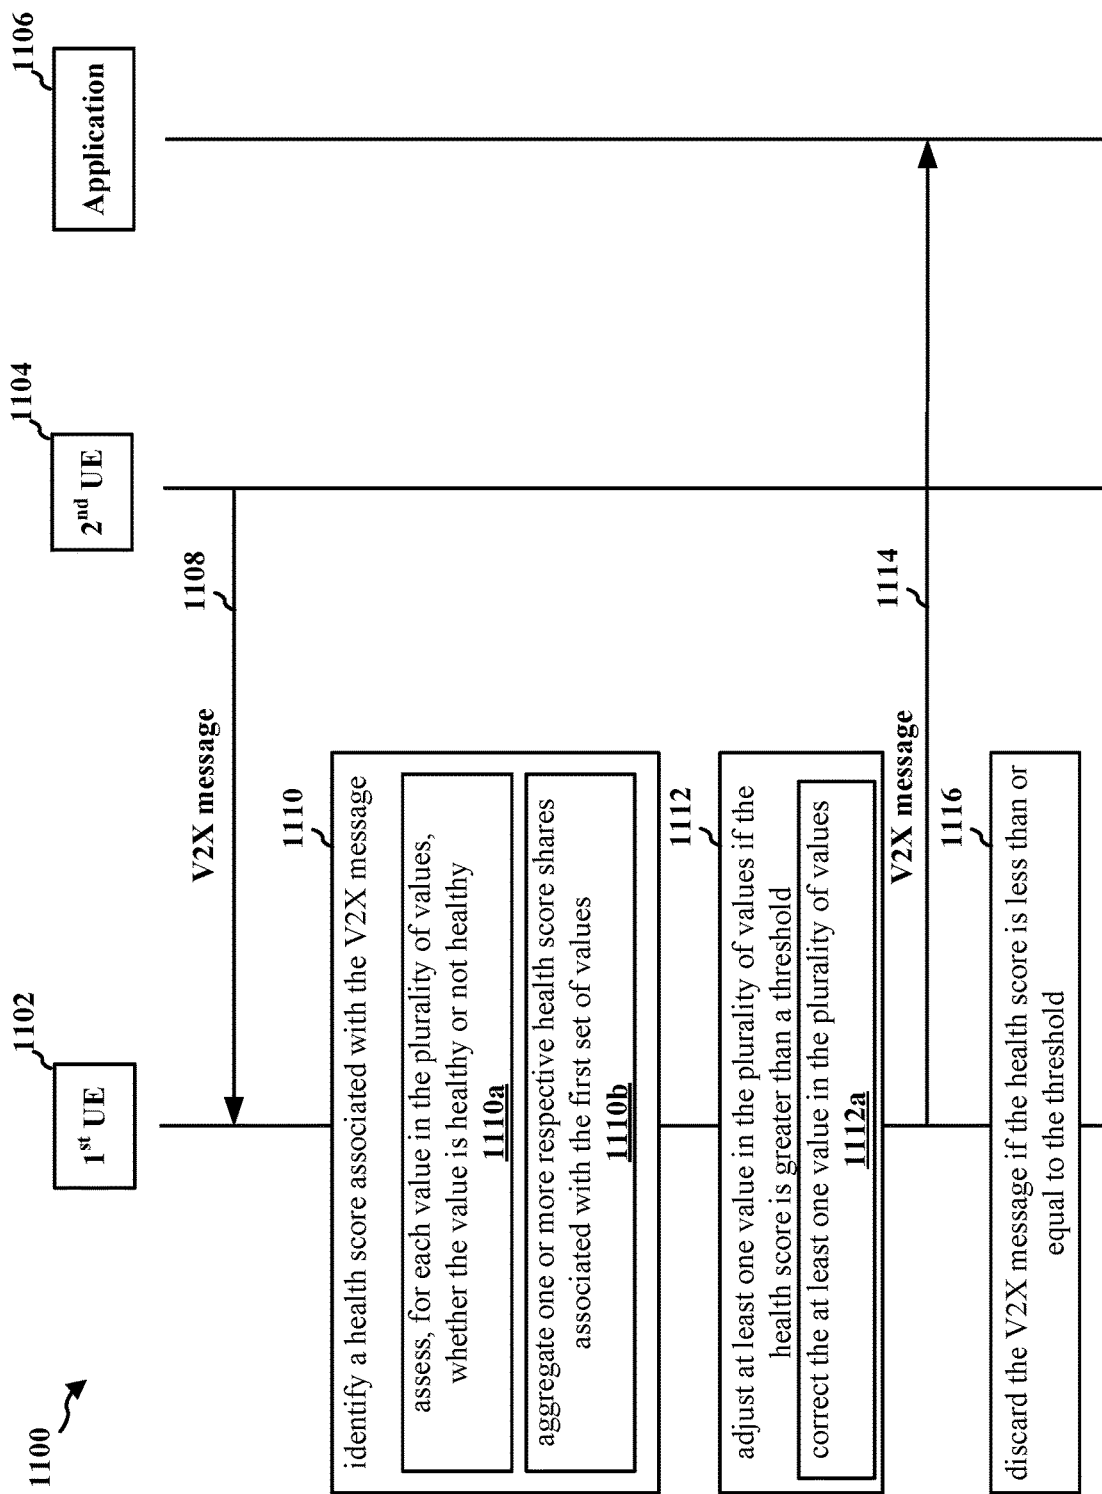 1100
1102
1st UE
1104
2nd UE
1106
Application
V2X message
1108
1110
identify a health score associated with the V2X message
assess, for each value in the plurality of values,
whether the value is healthy or not healthy
1110a
aggregate one or more respective health score shares
associated with the first set of values
1110b
1112
adjust at least one value in the plurality of values if the
health score is greater than a threshold
correct the at least one value in the plurality of values
1112a
V2X message
1114
1116
discard the V2X message if the health score is less than or
equal to the threshold